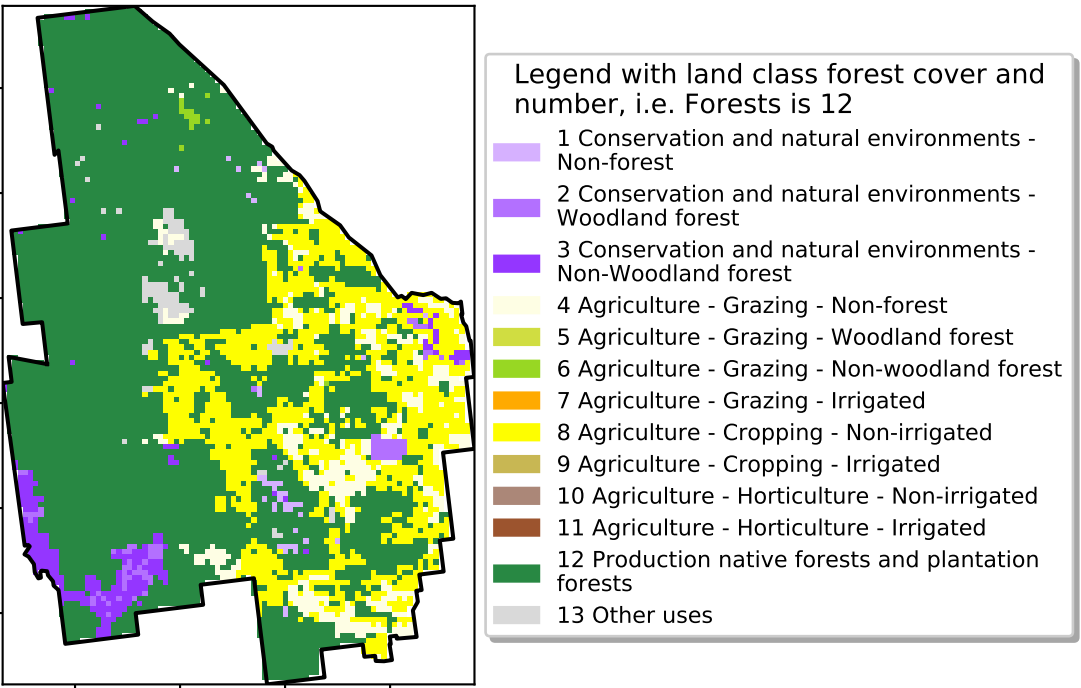 Legend with land class forest cover and
number, i.e. Forests is 12
1 Conservation and natural environments -
Non-forest
2 Conservation and natural environments -
Woodland forest
3 Conservation and natural environments -
Non-Woodland forest
4 Agriculture - Grazing - Non-forest
5 Agriculture - Grazing - Woodland forest
6 Agriculture - Grazing - Non-woodland forest
7 Agriculture - Grazing - Irrigated
8 Agriculture - Cropping - Non-irrigated
9 Agriculture - Cropping - Irrigated
10 Agriculture - Horticulture - Non-irrigated
11 Agriculture - Horticulture - Irrigated
12 Production native forests and plantation
forests
13 Other uses